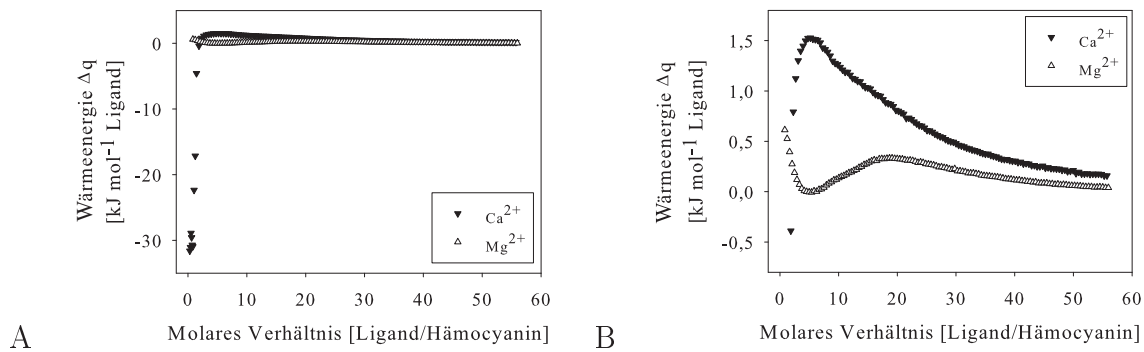 Wärmeenergie Δq
[kJ mol⁻¹ Ligand]
0
-10
-20
-30
Ca²⁺
Mg²⁺
0 10 20 30 40 50 60
Molares Verhältnis [Ligand/Hämocyanin]
A
Wärmeenergie Δq
[kJ mol⁻¹ Ligand]
1,5
1,0
0,5
0,0
-0,5
Ca²⁺
Mg²⁺
0 10 20 30 40 50 60
Molares Verhältnis [Ligand/Hämocyanin]
B